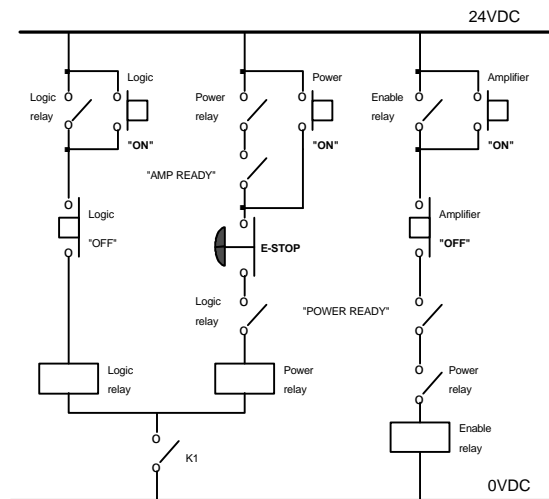 24VDC
Logic
Power
Amplifier
Logic
relay
Power
relay
Enable
relay
"ON"
"ON"
"ON"
"AMP READY"
Logic
"OFF"
Amplifier
"OFF"
E-STOP
Logic
relay
"POWER READY"
Logic
relay
Power
relay
Power
relay
Enable
relay
K1
0VDC